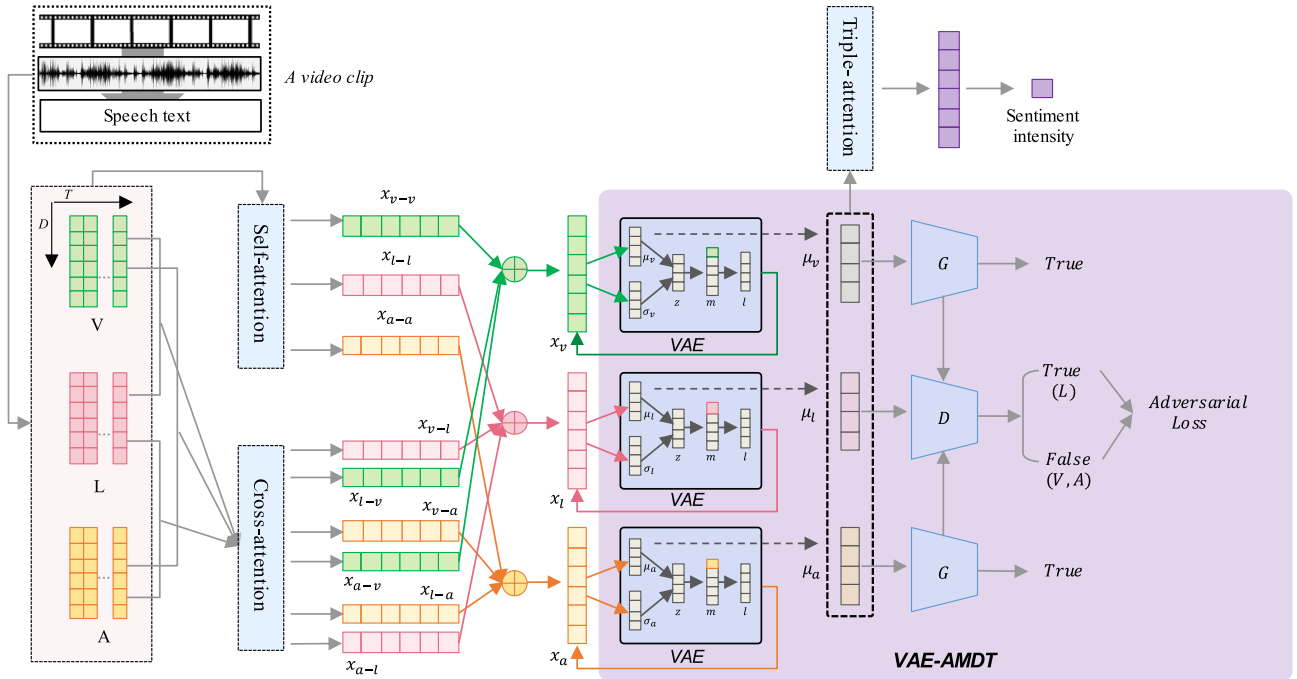 A video clip
Speech text
Triple- attention
Sentiment
intensity
T
D
V
L
A
Self-attention
Cross-attention
x_{v-v}
x_{l-l}
x_{a-a}
x_{v-l}
x_{l-v}
x_{v-a}
x_{a-v}
x_{l-a}
x_{a-l}
x_v
μ_v
σ_v
z
m
l
VAE
μ_v
G
True
x_l
μ_l
σ_l
z
m
l
VAE
μ_l
D
True
(L)
False
(V, A)
Adversarial
Loss
x_a
μ_a
σ_a
z
m
l
VAE
μ_a
G
True
VAE-AMDT